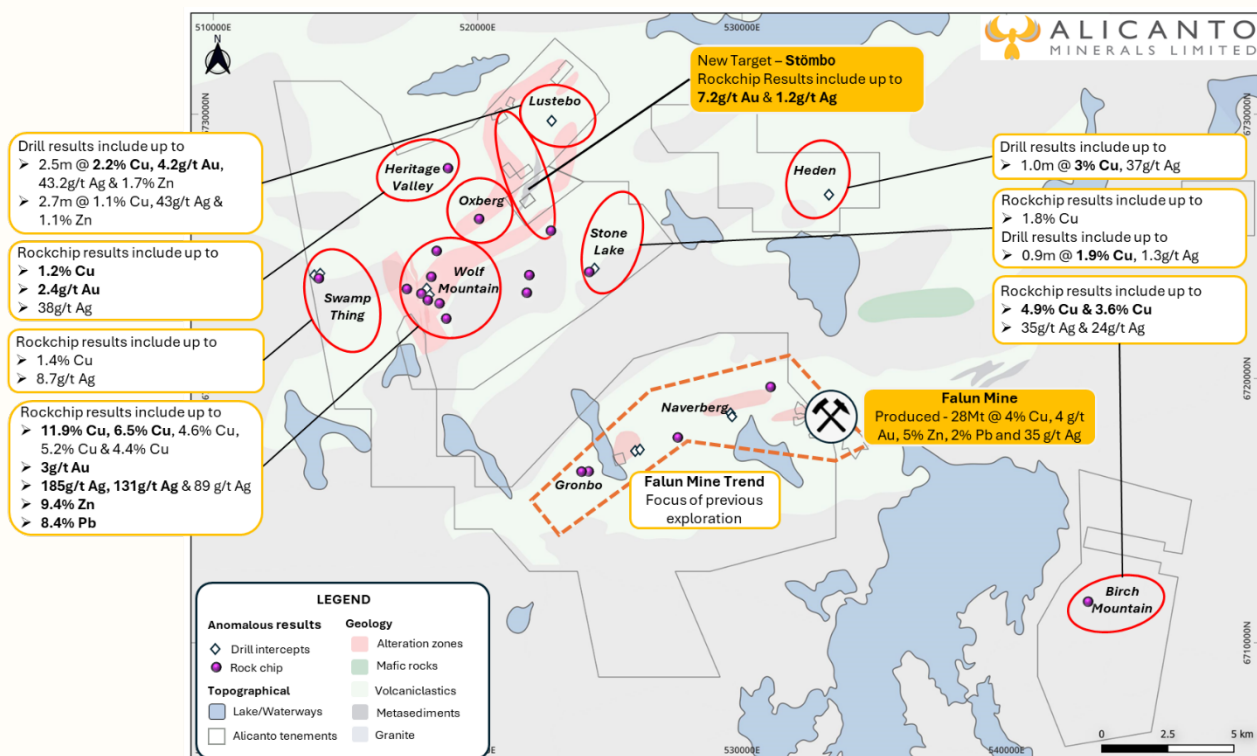 510000E
520000E
530000E
ALICANTO
MINERALS LIMITED
New Target – Stömbo
Rockchip Results include up to
7.2g/t Au & 1.2g/t Ag
6730000N
6730000N
Lustebo
Drill results include up to
➢ 2.5m @ 2.2% Cu, 4.2g/t Au,
43.2g/t Ag & 1.7% Zn
➢ 2.7m @ 1.1% Cu, 43g/t Ag &
1.1% Zn
Heritage
Valley
Oxberg
Heden
Drill results include up to
➢ 1.0m @ 3% Cu, 37g/t Ag
Stone
Lake
Rockchip results include up to
➢ 1.8% Cu
Drill results include up to
➢ 0.9m @ 1.9% Cu, 1.3g/t Ag
Rockchip results include up to
➢ 1.2% Cu
➢ 2.4g/t Au
➢ 38g/t Ag
Wolf
Mountain
Swamp
Thing
Rockchip results include up to
➢ 4.9% Cu & 3.6% Cu
➢ 35g/t Ag & 24g/t Ag
Rockchip results include up to
➢ 1.4% Cu
➢ 8.7g/t Ag
6720000N
Naverberg
Falun Mine
Produced - 28Mt @ 4% Cu, 4 g/t
Au, 5% Zn, 2% Pb and 35 g/t Ag
Rockchip results include up to
➢ 11.9% Cu, 6.5% Cu, 4.6% Cu,
5.2% Cu & 4.4% Cu
➢ 3g/t Au
➢ 185g/t Ag, 131g/t Ag & 89 g/t Ag
➢ 9.4% Zn
➢ 8.4% Pb
Gronbo
Falun Mine Trend
Focus of previous
exploration
Birch
Mountain
6710000N
LEGEND
Anomalous results
Drill intercepts
Rock chip
Topographical
Lake/Waterways
Alicanto tenements
Geology
Alteration zones
Mafic rocks
Volcaniclastics
Metasediments
Granite
0 2.5 5 km
530000E
540000E